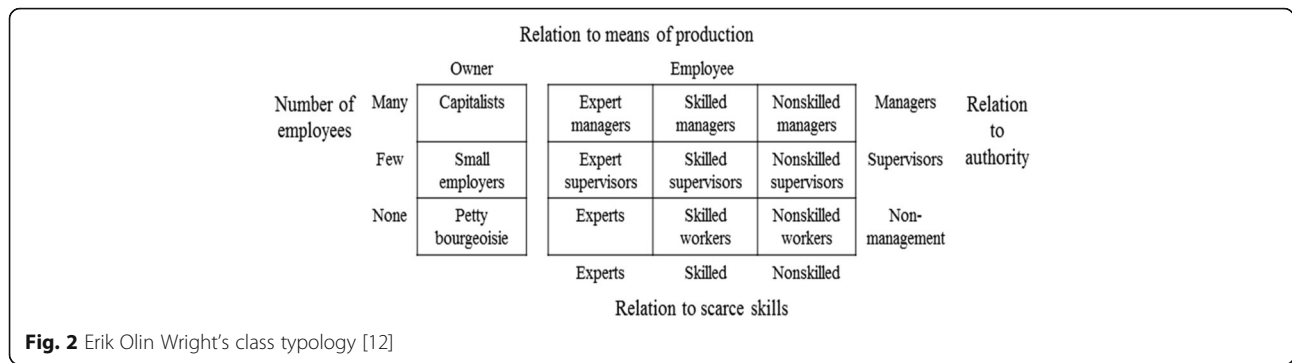 Relation to means of production
Owner Employee
Number of employees
Many Capitalists Expert managers Skilled managers Nonskilled managers Managers
Relation to authority
Few Small employers Expert supervisors Skilled supervisors Nonskilled supervisors Supervisors
None Petty bourgeoisie Experts Skilled workers Nonskilled workers Non-management
Experts Skilled Nonskilled
Relation to scarce skills
Fig. 2 Erik Olin Wright's class typology [12]